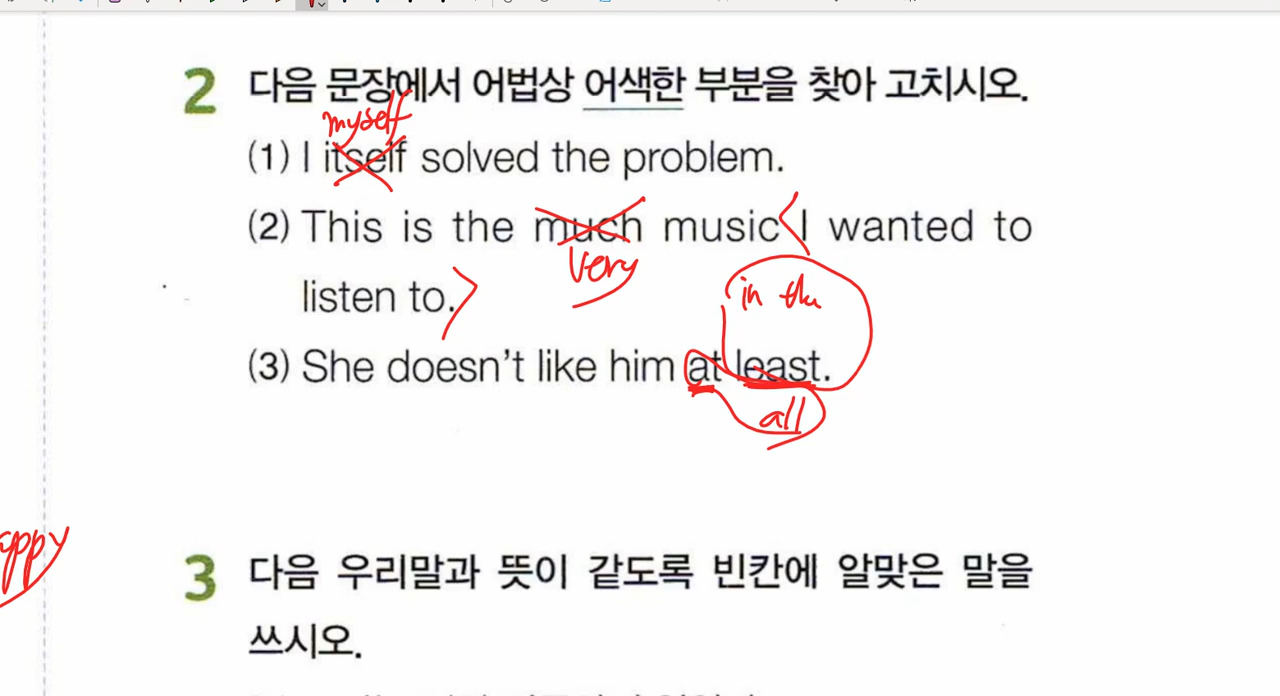 2 다음 문장에서 어법상 어색한 부분을 찾아 고치시오.
myself
(1) I itself solved the problem.
(2) This is the much music I wanted to
very
listen to.
in the
(3) She doesn't like him at least.
all
3 다음 우리말과 뜻이 같도록 빈칸에 알맞은 말을
쓰시오.